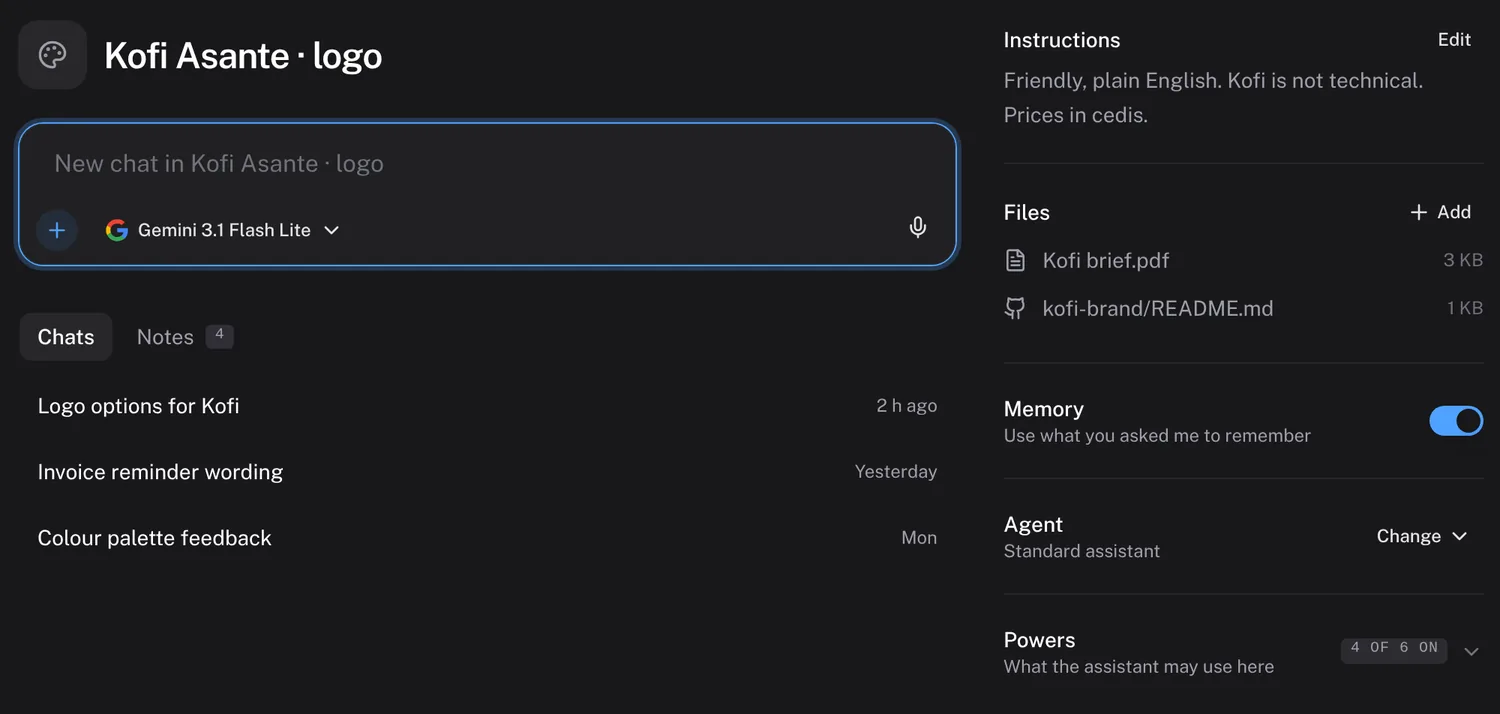 Kofi Asante · logo
New chat in Kofi Asante · logo
Gemini 3.1 Flash Lite
Chats
Notes 4
Logo options for Kofi 2 h ago
Invoice reminder wording Yesterday
Colour palette feedback Mon
Instructions Edit
Friendly, plain English. Kofi is not technical.
Prices in cedis.
Files + Add
Kofi brief.pdf 3 KB
kofi-brand/README.md 1 KB
Memory
Use what you asked me to remember
Agent
Standard assistant
Change
Powers
What the assistant may use here
4 OF 6 ON